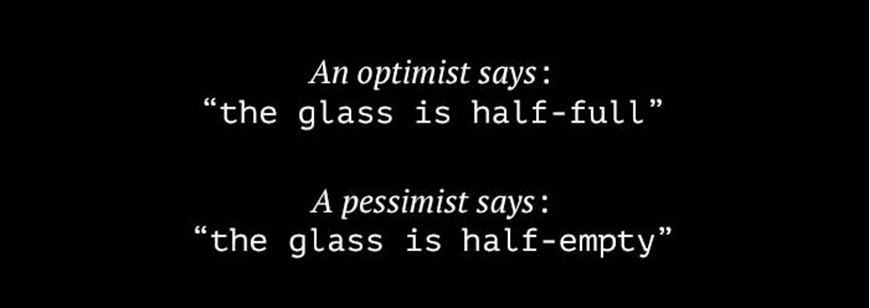 An optimist says:
“the glass is half-full”
A pessimist says:
“the glass is half-empty”